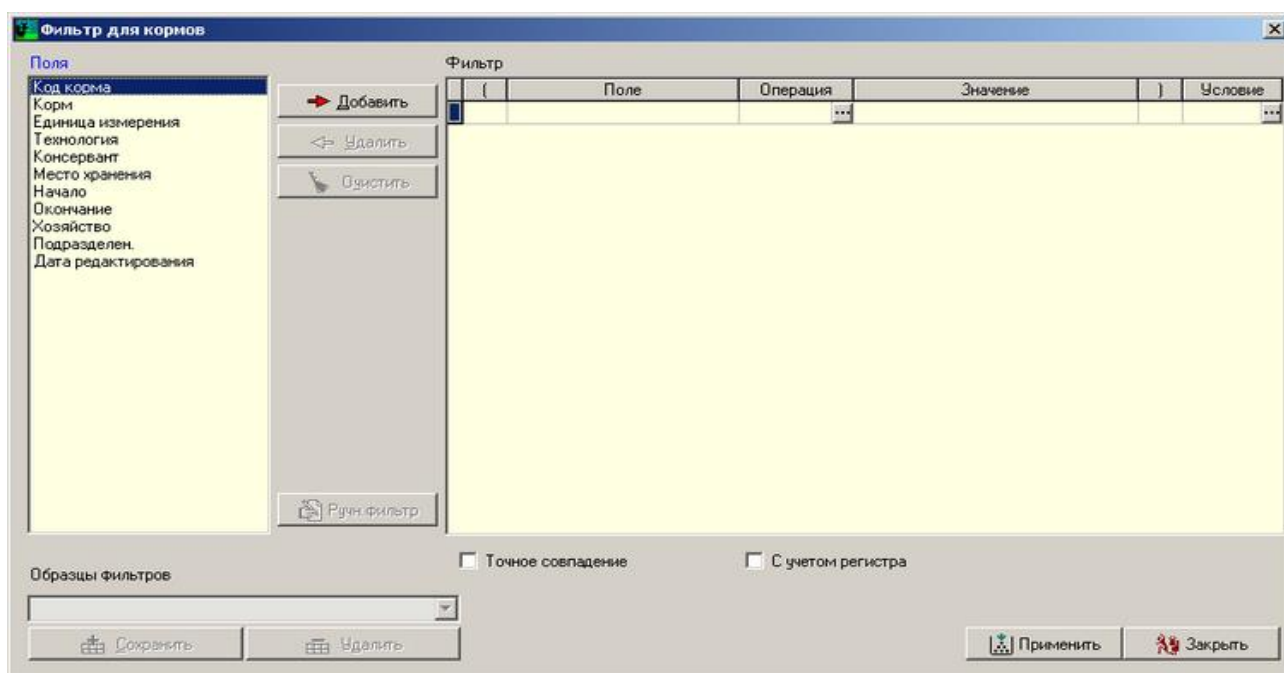 Фильтр для кормов
Поля
Код корма
Корм
Единица измерения
Технология
Консервант
Место хранения
Начало
Окончание
Хозяйство
Подразделен.
Дата редактирования
Добавить
Удалить
Очистить
Ручн фильтр
Фильтр
( Поле Операция Значение ) Условие
... ...
Точное совпадение С учетом регистра
Образцы фильтров
Сохранить Удалить
Применить Закрыть